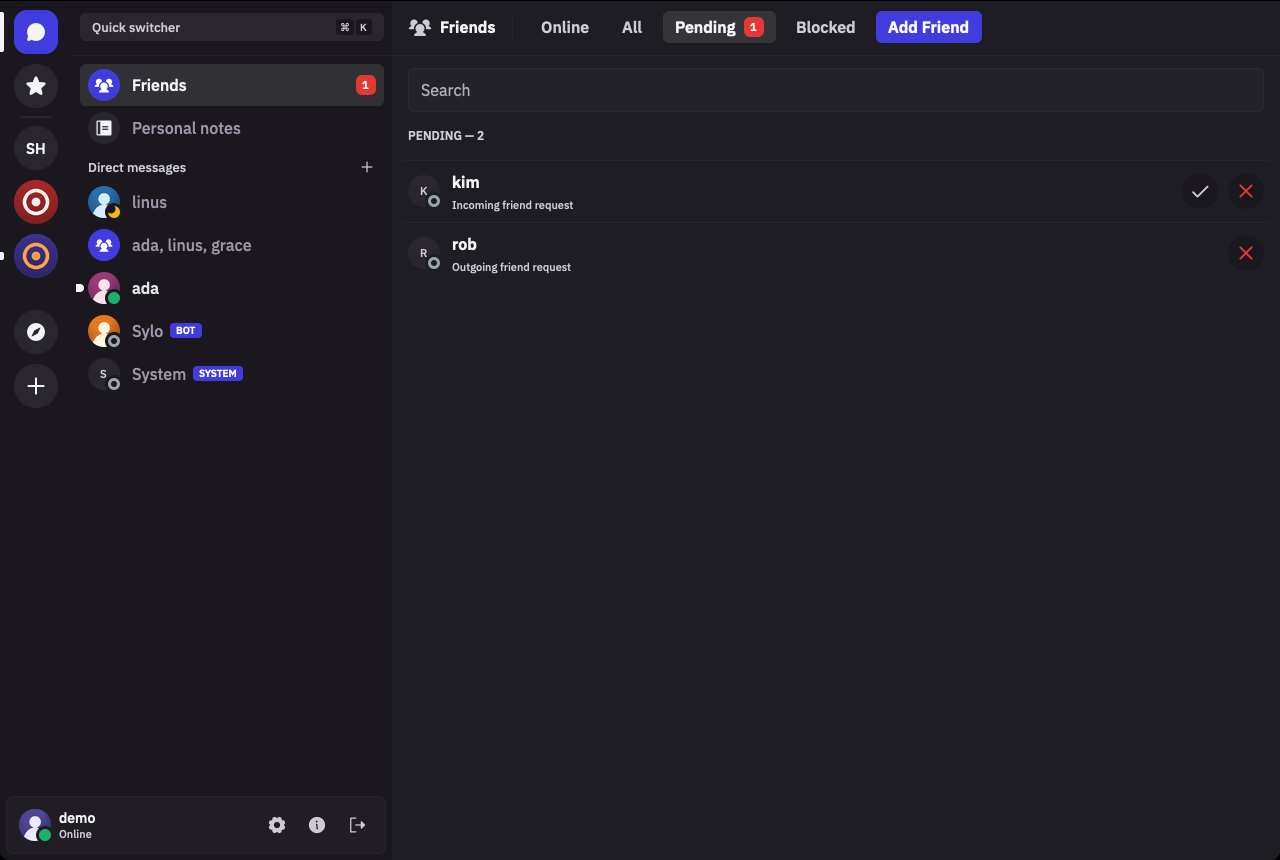 Quick switcher ⌘ K
Friends 1
Personal notes
Direct messages
linus
ada, linus, grace
ada
Sylo BOT
S System SYSTEM
SH
demo
Online
Friends Online All Pending 1 Blocked Add Friend
Search
PENDING — 2
K kim
Incoming friend request
R rob
Outgoing friend request